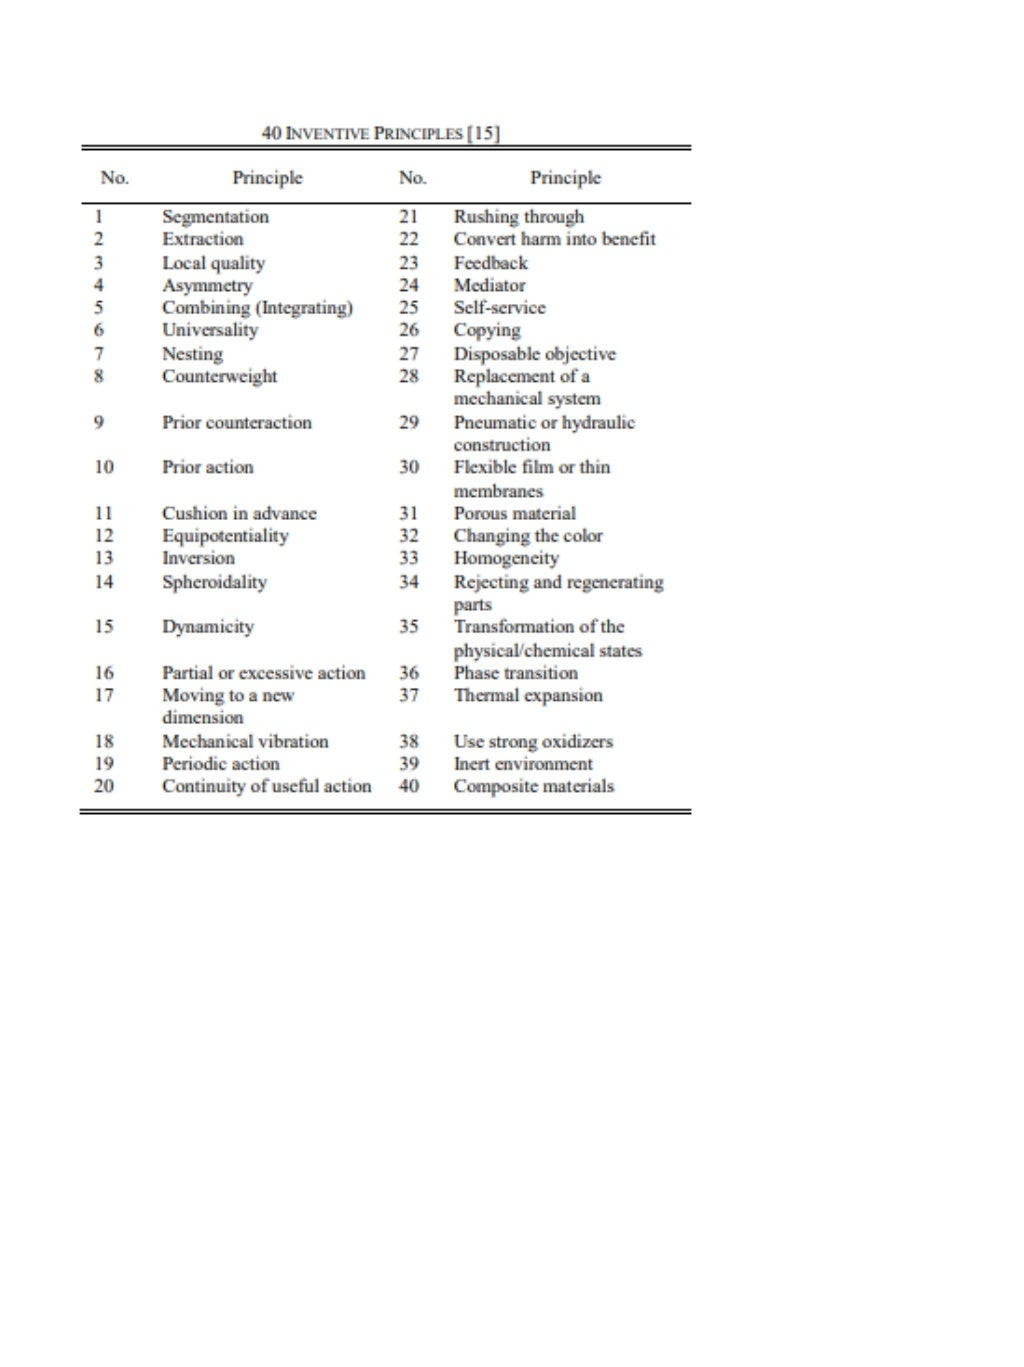 40 INVENTIVE PRINCIPLES [15]
No. Principle No. Principle
1 Segmentation 21 Rushing through
2 Extraction 22 Convert harm into benefit
3 Local quality 23 Feedback
4 Asymmetry 24 Mediator
5 Combining (Integrating) 25 Self-service
6 Universality 26 Copying
7 Nesting 27 Disposable objective
8 Counterweight 28 Replacement of a
mechanical system
9 Prior counteraction 29 Pneumatic or hydraulic
construction
10 Prior action 30 Flexible film or thin
membranes
11 Cushion in advance 31 Porous material
12 Equipotentiality 32 Changing the color
13 Inversion 33 Homogeneity
14 Spheroidality 34 Rejecting and regenerating
parts
15 Dynamicity 35 Transformation of the
physical/chemical states
16 Partial or excessive action 36 Phase transition
17 Moving to a new 37 Thermal expansion
dimension
18 Mechanical vibration 38 Use strong oxidizers
19 Periodic action 39 Inert environment
20 Continuity of useful action 40 Composite materials